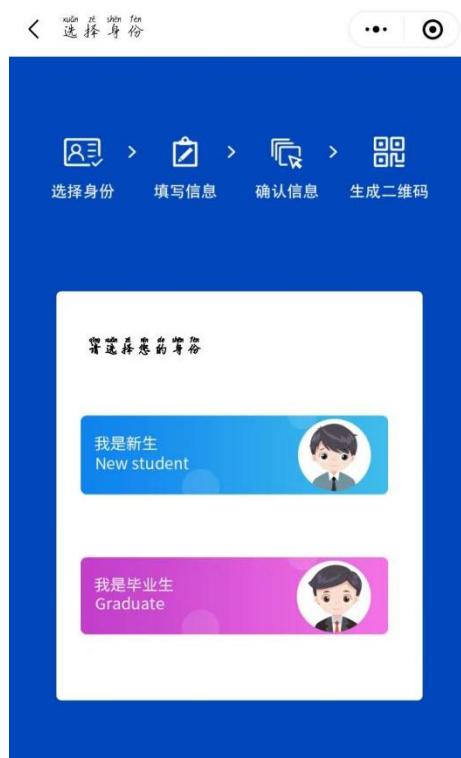 选择身份
选择身份 填写信息 确认信息 生成二维码
请选择您的身份
我是新生
New student
我是毕业生
Graduate